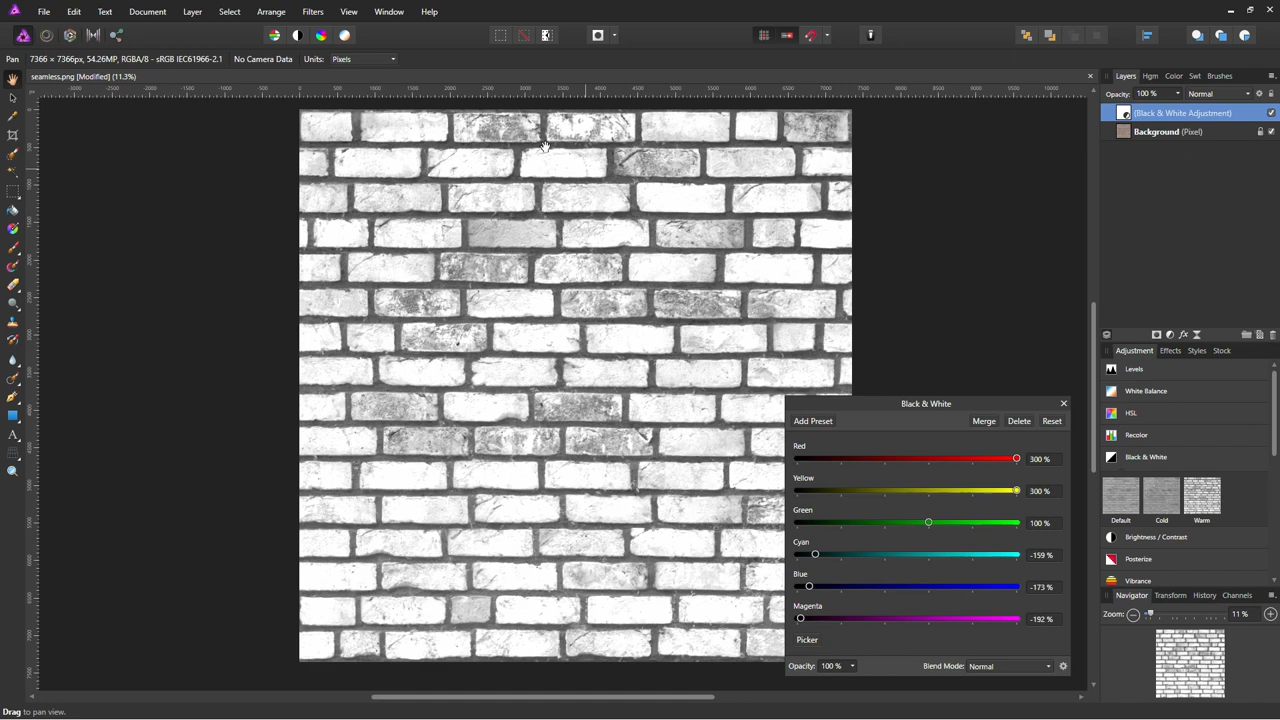 File Edit Text Document Layer Select Arrange Filters View Window Help
Pan 7366 × 7366px, 54.26MP, RGBA/8 - sRGB IEC61966-2.1 No Camera Data Units: Pixels
seamless.png [Modified] (11.3%)
Layers Hgm Color Swt Brushes
Opacity: 100 % Normal
(Black & White Adjustment)
Background (Pixel)
Adjustment Effects Styles Stock
Levels
White Balance
HSL
Recolor
Black & White
Default Cold Warm
Brightness / Contrast
Posterize
Vibrance
Navigator Transform History Channels
Zoom: 11 %
Black & White
Add Preset Merge Delete Reset
Red
300 %
Yellow
300 %
Green
100 %
Cyan
-159 %
Blue
-173 %
Magenta
-192 %
Picker
Opacity: 100 % Blend Mode: Normal
Drag to pan view.